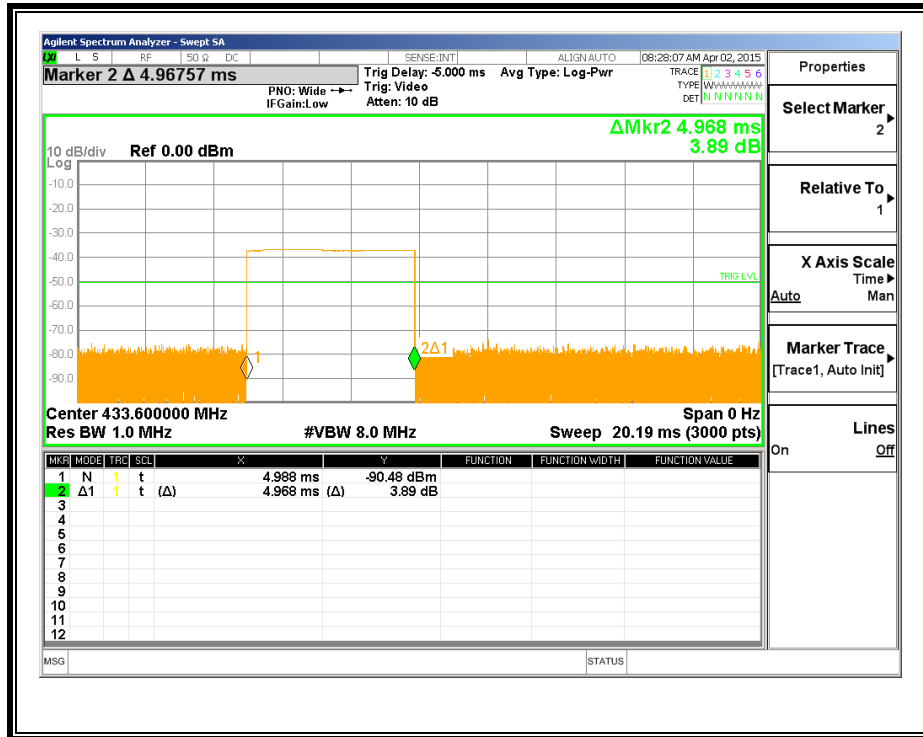 Agilent Spectrum Analyzer - Swept SA
LXI L S RF 50 Ω DC SENSE:INT ALIGN AUTO 08:28:07 AM Apr 02, 2015
Marker 2 Δ 4.96757 ms
PNO: Wide
IFGain:Low
Trig Delay: -5.000 ms
Trig: Video
Atten: 10 dB
Avg Type: Log-Pwr
TRACE 1 2 3 4 5 6
TYPE WWWWWW
DET N N N N N N
ΔMkr2 4.968 ms
3.89 dB
10 dB/div Ref 0.00 dBm
Log
-10.0
-20.0
-30.0
-40.0
-50.0
TRIG LVL
-60.0
-70.0
-80.0
-90.0
1
2Δ1
Center 433.600000 MHz Span 0 Hz
Res BW 1.0 MHz #VBW 8.0 MHz Sweep 20.19 ms (3000 pts)
MKR MODE TRC SCL X Y FUNCTION FUNCTION WIDTH FUNCTION VALUE
1 N 1 t 4.988 ms -90.48 dBm
2 Δ1 1 t (Δ) 4.968 ms (Δ) 3.89 dB
3
4
5
6
7
8
9
10
11
12
MSG STATUS
Properties
Select Marker
2
Relative To
1
X Axis Scale
Time
Auto Man
Marker Trace
[Trace1, Auto Init]
Lines
On Off